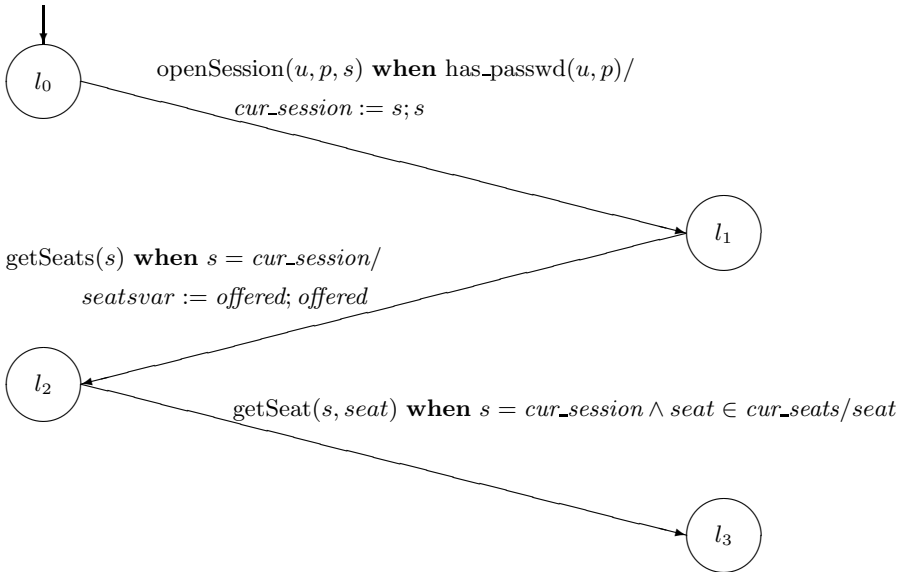 openSession(u, p, s) when has_passwd(u, p)/
l₀
cur_session := s; s
l₁
getSeats(s) when s = cur_session/
seatsvar := offered; offered
l₂
getSeat(s, seat) when s = cur_session ∧ seat ∈ cur_seats/seat
l₃